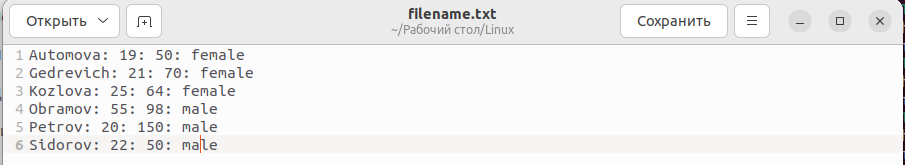 Открыть
filename.txt
~/Рабочий стол/Linux
Сохранить
1 Automova: 19: 50: female
2 Gedrevich: 21: 70: female
3 Kozlova: 25: 64: female
4 Obramov: 55: 98: male
5 Petrov: 20: 150: male
6 Sidorov: 22: 50: male